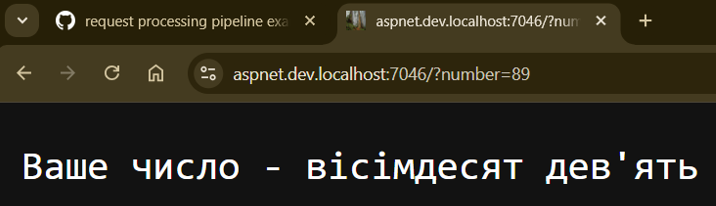 request processing pipeline exa
aspnet.dev.localhost:7046/?num
aspnet.dev.localhost:7046/?number=89
Ваше число - вісімдесят дев'ять